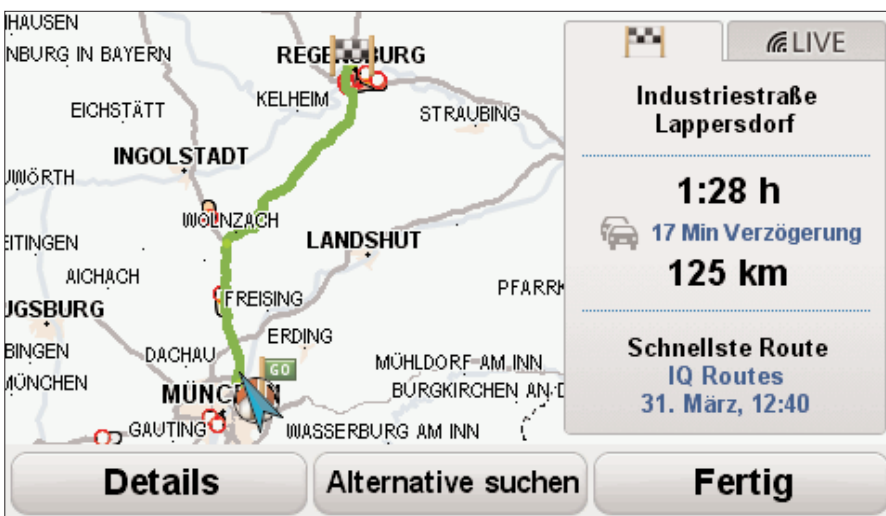 HAUSEN
NBURG IN BAYERN
REGENSBURG
EICHSTÄTT
KELHEIM
STRAUBING
INGOLSTADT
UWÖRTH
WOLNZACH
EITINGEN
LANDSHUT
AICHACH
FREISING
PFARRK
UGSBURG
ERDING
BINGEN
DACHAU
MÜHLDORF AM INN
GO
MÜNCHEN
MÜNCHEN
BURGKIRCHEN AN D
GAUTING
WASSERBURG AM INN
LIVE
Industriestraße
Lappersdorf
1:28 h
17 Min Verzögerung
125 km
Schnellste Route
IQ Routes
31. März, 12:40
Details
Alternative suchen
Fertig